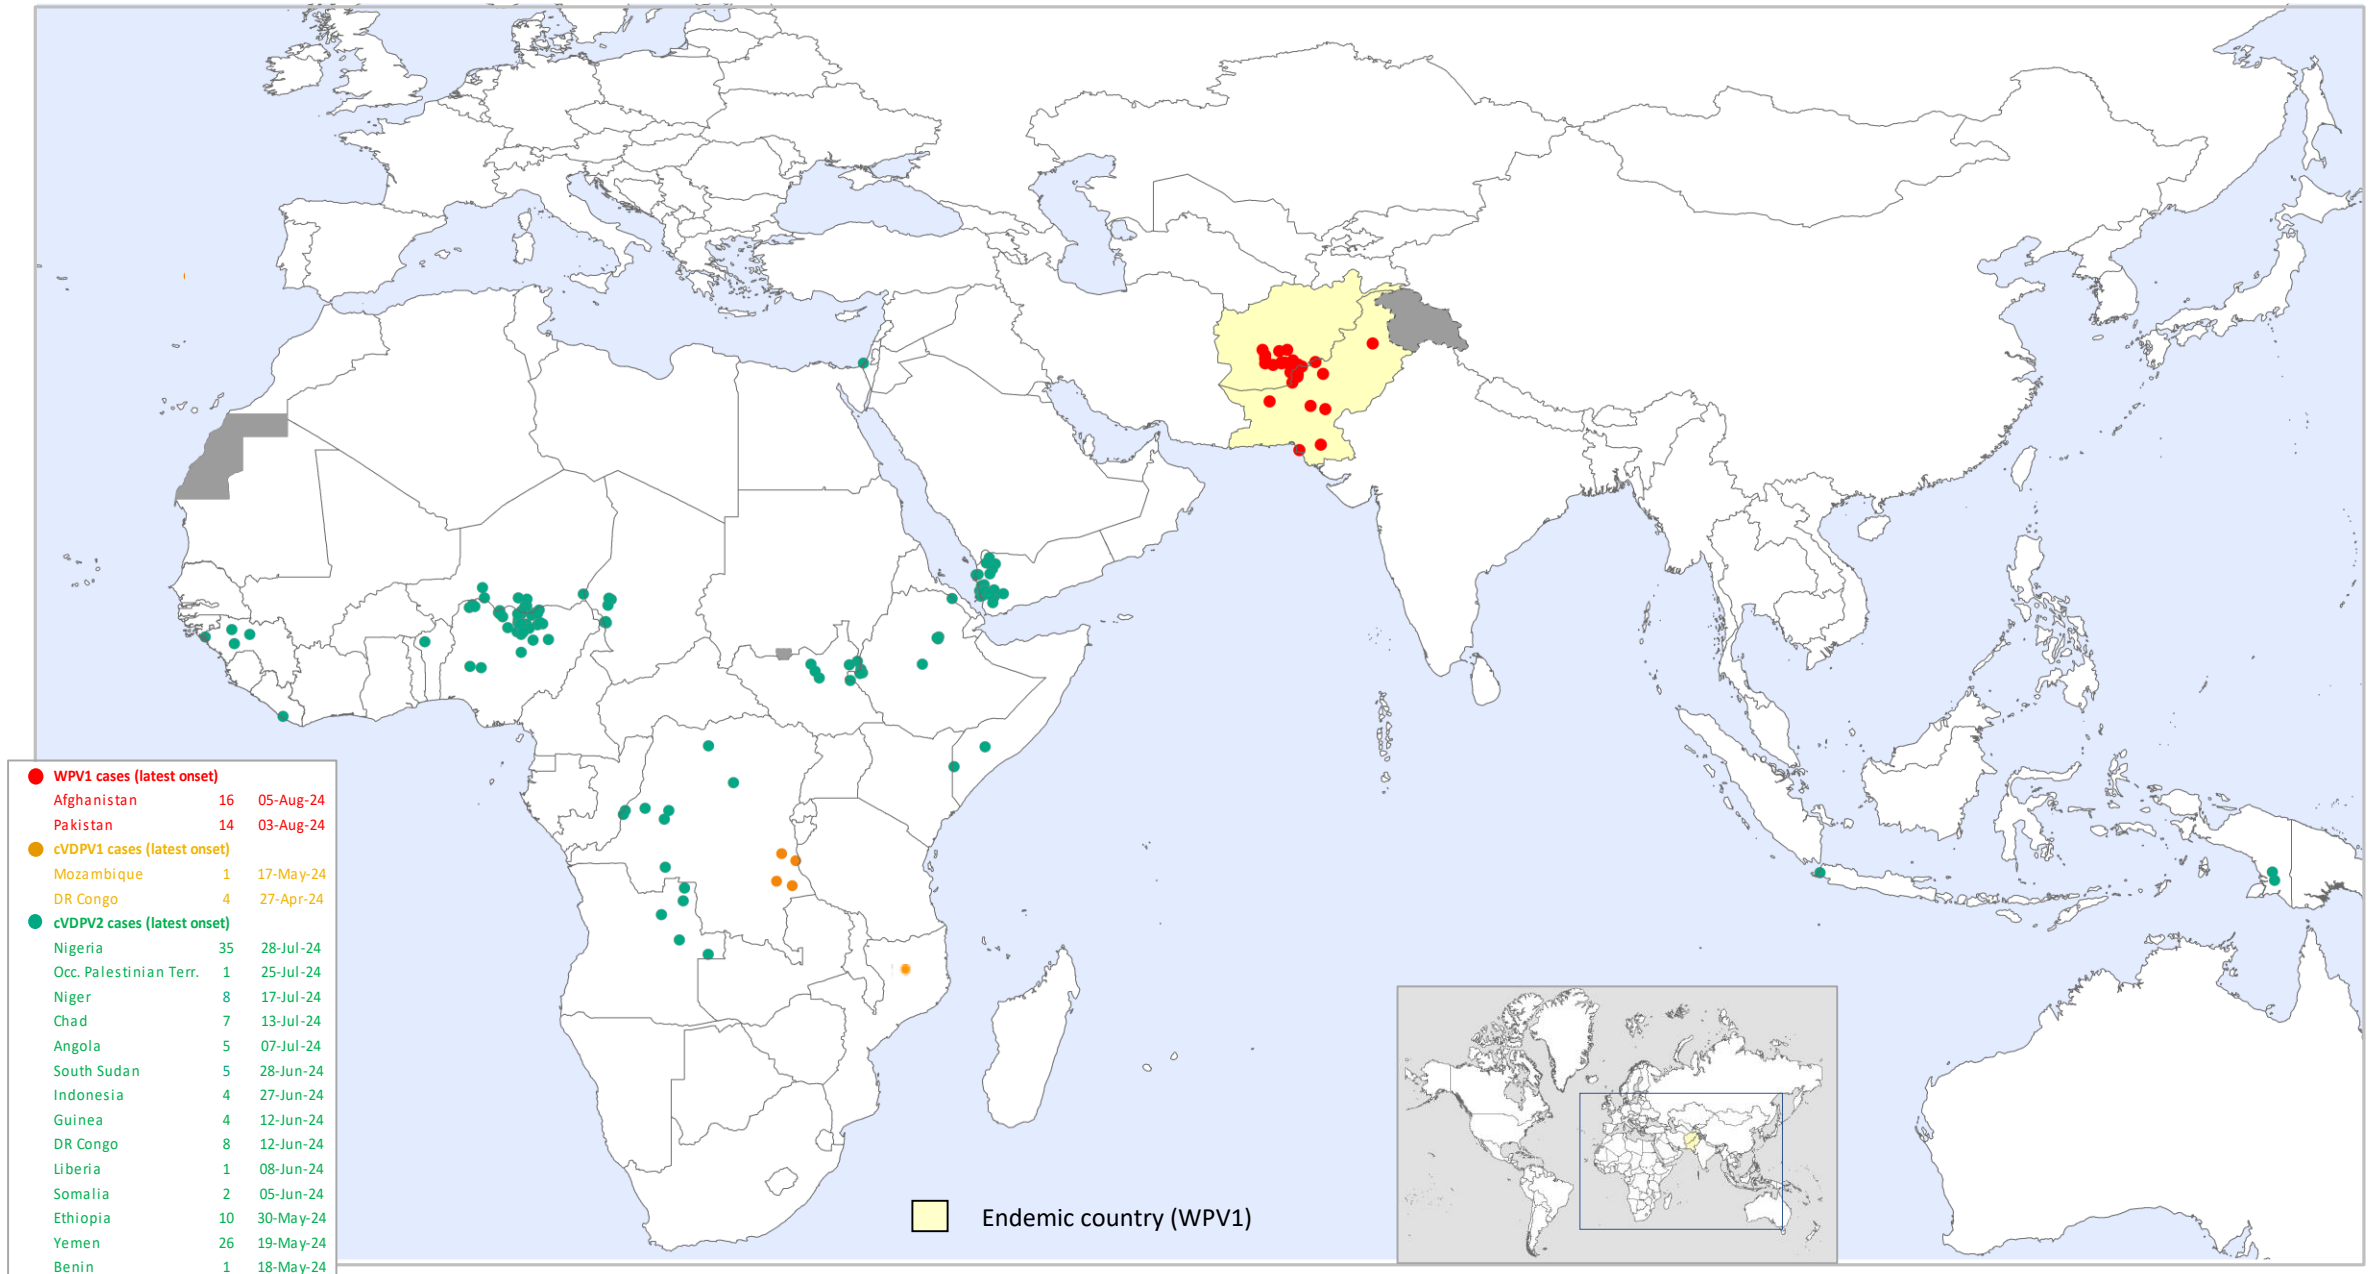 WPV1 cases (latest onset)
Afghanistan 16 05-Aug-24
Pakistan 14 03-Aug-24
cVDPV1 cases (latest onset)
Mozambique 1 17-May-24
DR Congo 4 27-Apr-24
cVDPV2 cases (latest onset)
Nigeria 35 28-Jul-24
Occ. Palestinian Terr. 1 25-Jul-24
Niger 8 17-Jul-24
Chad 7 13-Jul-24
Angola 5 07-Jul-24
South Sudan 5 28-Jun-24
Indonesia 4 27-Jun-24
Guinea 4 12-Jun-24
DR Congo 8 12-Jun-24
Liberia 1 08-Jun-24
Somalia 2 05-Jun-24
Ethiopia 10 30-May-24
Yemen 26 19-May-24
Benin 1 18-May-24
Endemic country (WPV1)